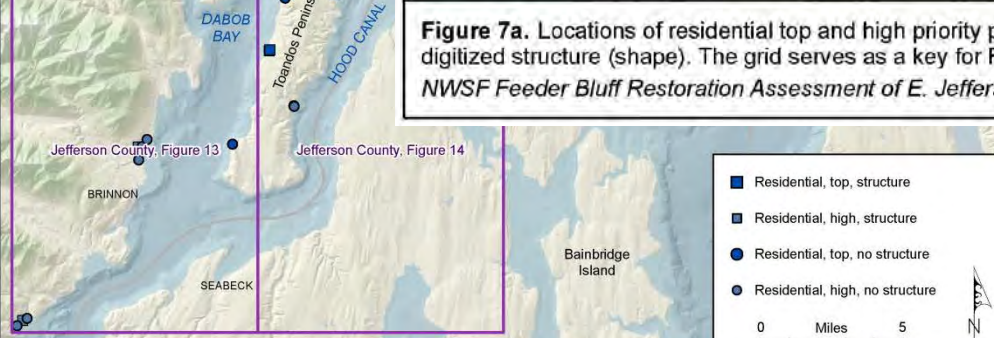 DABOB
BAY
Toandos Penins
HOOD CANAL
Figure 7a. Locations of residential top and high priority p
digitized structure (shape). The grid serves as a key for F
NWSF Feeder Bluff Restoration Assessment of E. Jeffers
Jefferson County, Figure 13
Jefferson County, Figure 14
BRINNON
SEABECK
Bainbridge
Island
Residential, top, structure
Residential, high, structure
Residential, top, no structure
Residential, high, no structure
0 Miles 5
N